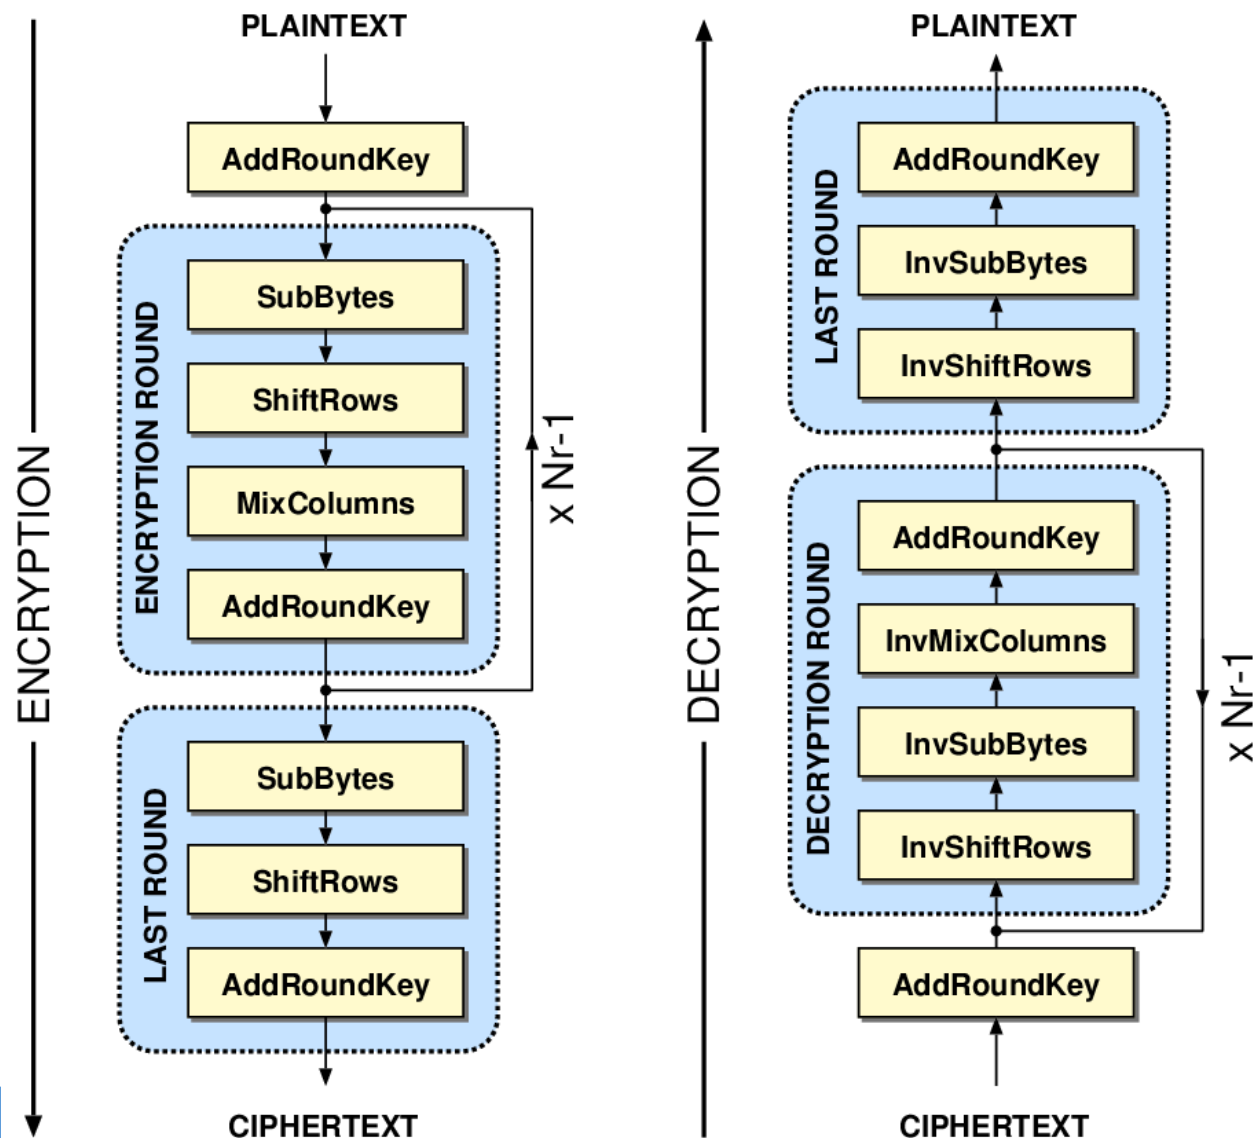 PLAINTEXT
AddRoundKey
ENCRYPTION ROUND
SubBytes
ShiftRows
MixColumns
AddRoundKey
x Nr-1
LAST ROUND
SubBytes
ShiftRows
AddRoundKey
CIPHERTEXT
ENCRYPTION
PLAINTEXT
LAST ROUND
AddRoundKey
InvSubBytes
InvShiftRows
DECRYPTION ROUND
AddRoundKey
InvMixColumns
InvSubBytes
InvShiftRows
x Nr-1
AddRoundKey
CIPHERTEXT
DECRYPTION